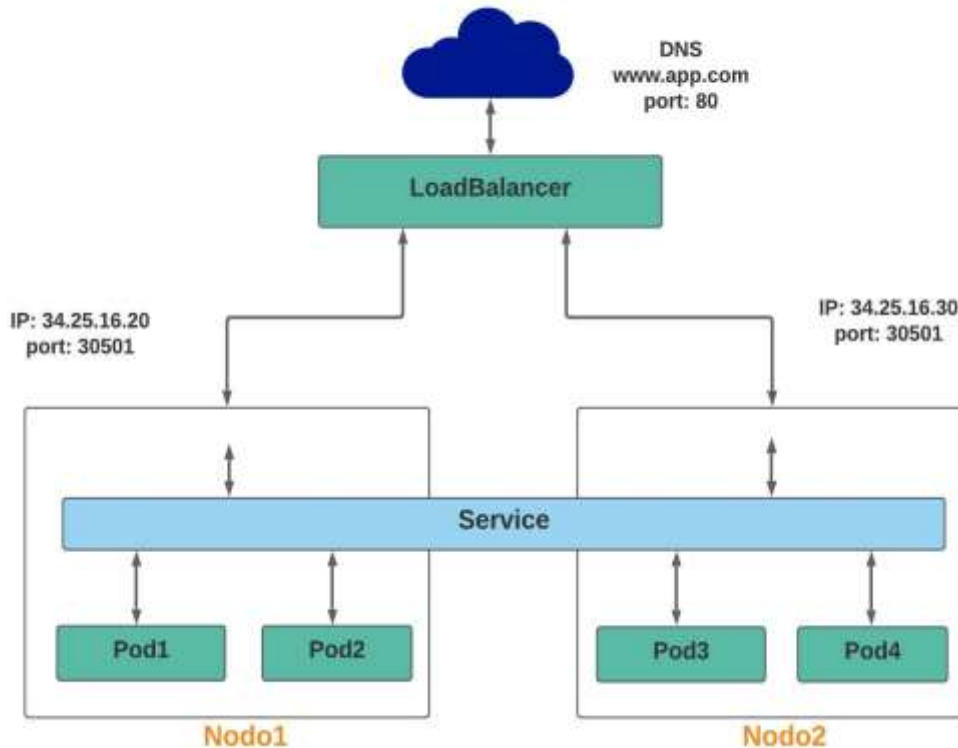 DNS
www.app.com
port: 80
LoadBalancer
IP: 34.25.16.20
port: 30501
IP: 34.25.16.30
port: 30501
Service
Pod1
Pod2
Pod3
Pod4
Nodo1
Nodo2